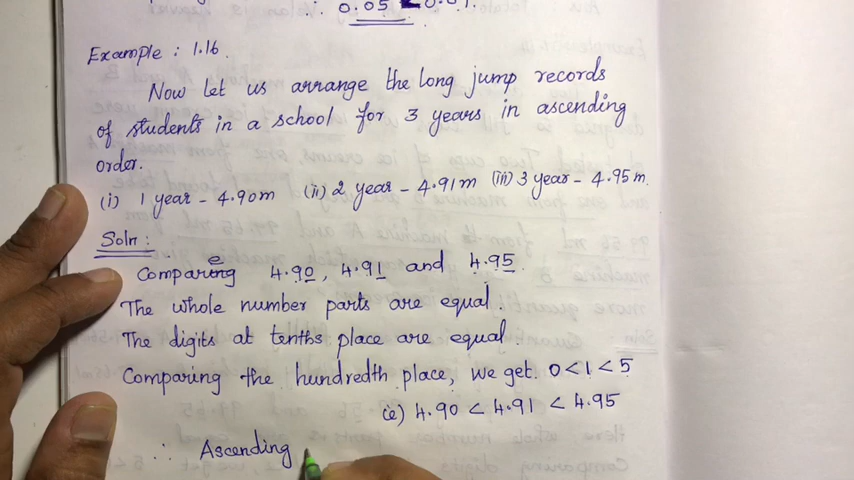 ∴ 0.05 < 0.01.
Example : 1.16.
Now let us arrange the long jump records
of students in a school for 3 years in ascending
order.
(i) 1 year - 4.90m (ii) 2 year - 4.91m (iii) 3 year - 4.95 m.
Soln :
Comparing 4.90, 4.91 and 4.95.
The whole number parts are equal.
The digits at tenths place are equal.
Comparing the hundredth place, we get. 0 < 1 < 5
(ie) 4.90 < 4.91 < 4.95
∴ Ascending